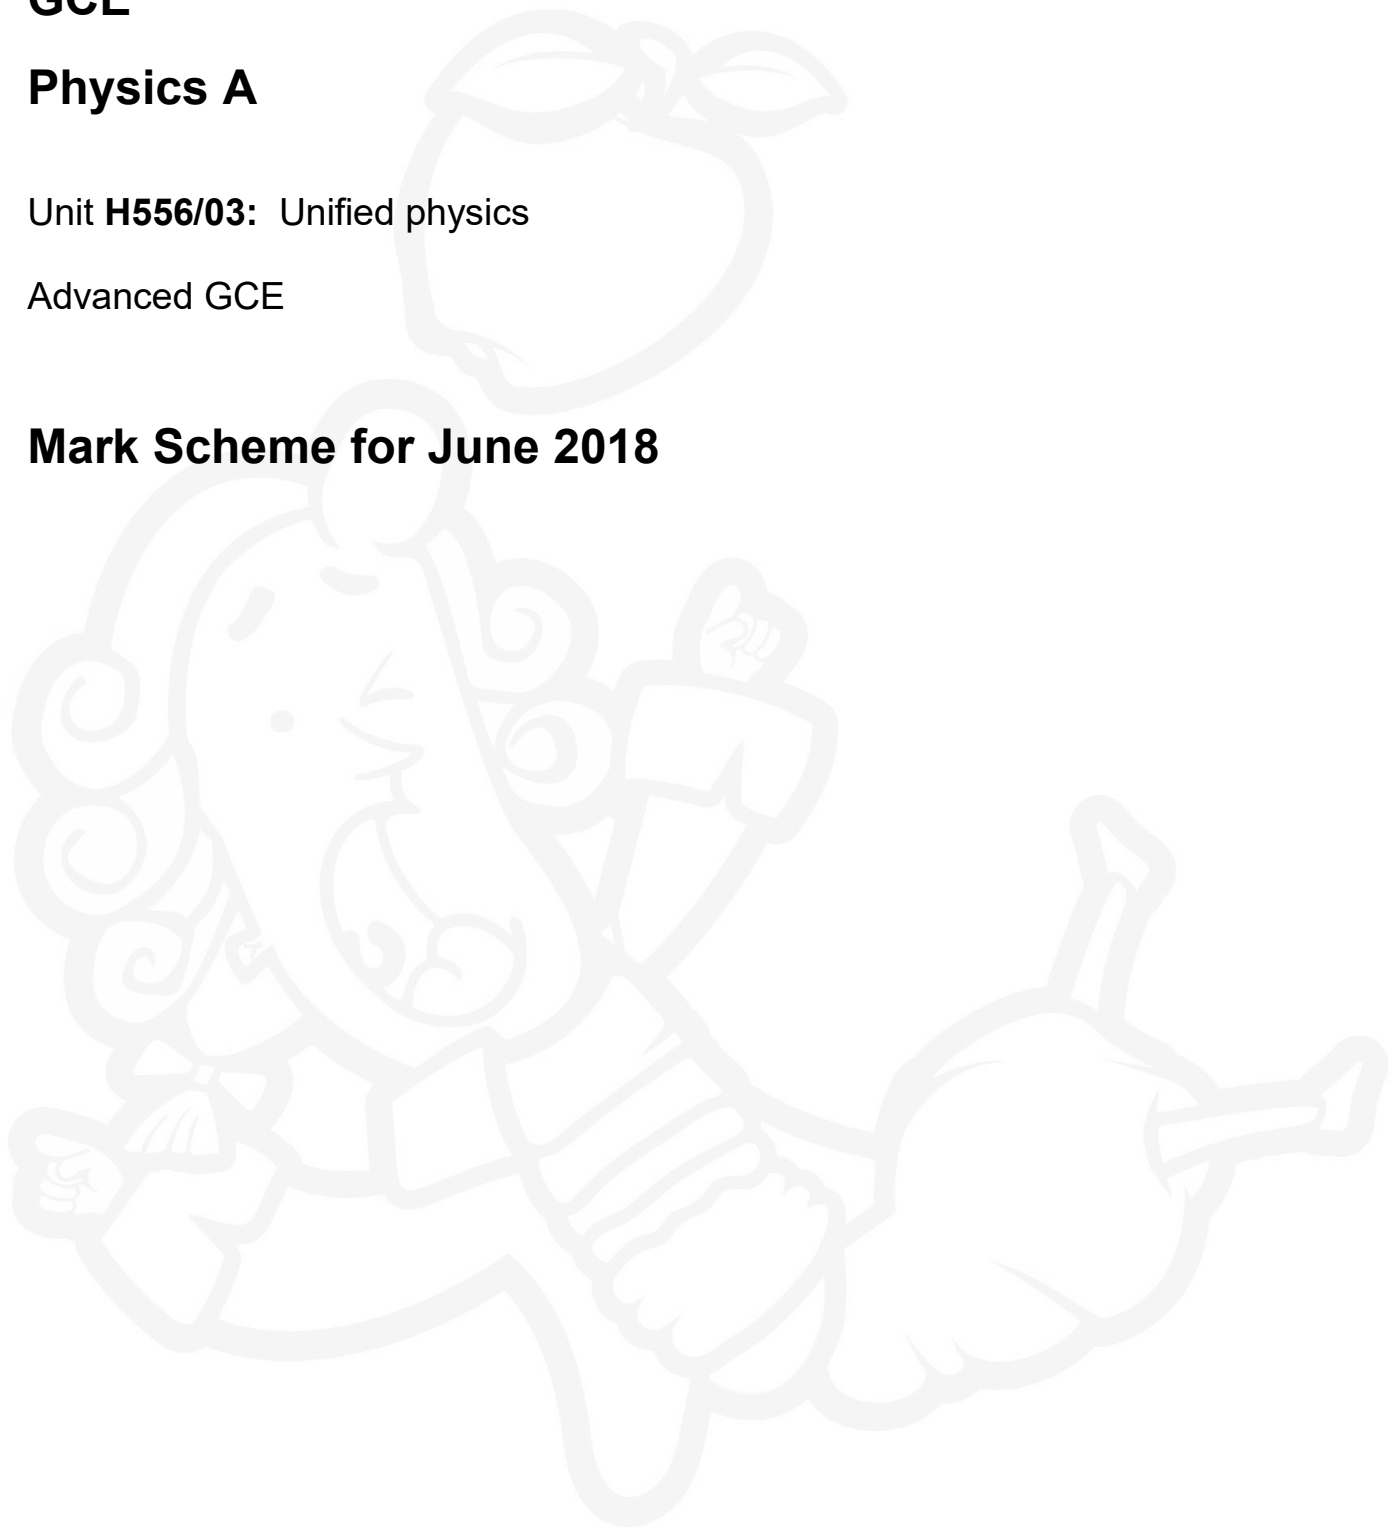 GCE
Physics A
Unit H556/03: Unified physics
Advanced GCE
Mark Scheme for June 2018